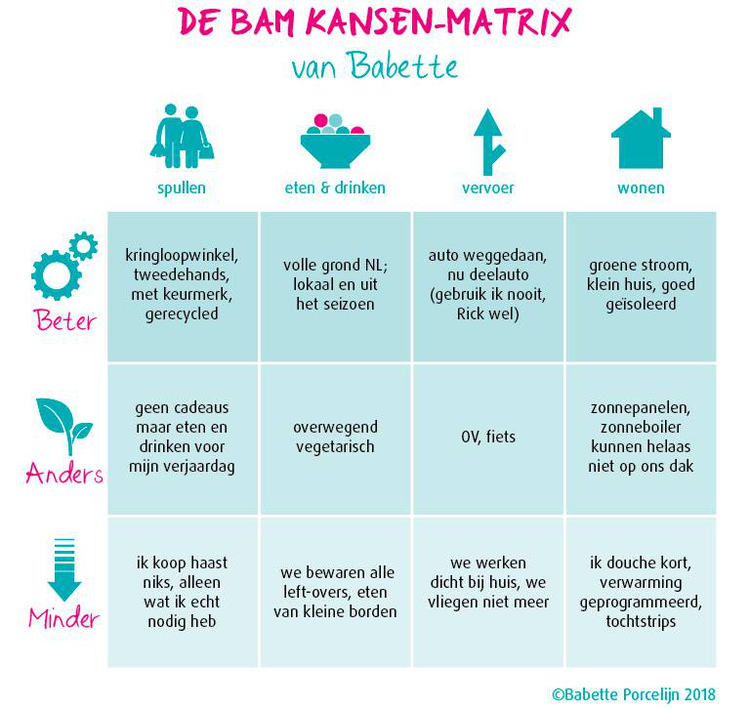 DE BAM KANSEN-MATRIX
van Babette
spullen
eten & drinken
vervoer
wonen
Beter
kringloopwinkel,
tweedehands,
met keurmerk,
gerecycled
volle grond NL;
lokaal en uit
het seizoen
auto weggedaan,
nu deelauto
(gebruik ik nooit,
Rick wel)
groene stroom,
klein huis, goed
geïsoleerd
Anders
geen cadeaus
maar eten en
drinken voor
mijn verjaardag
overwegend
vegetarisch
OV, fiets
zonnepanelen,
zonneboiler
kunnen helaas
niet op ons dak
Minder
ik koop haast
niks, alleen
wat ik echt
nodig heb
we bewaren alle
left-overs, eten
van kleine borden
we werken
dicht bij huis, we
vliegen niet meer
ik douche kort,
verwarming
geprogrammeerd,
tochtstrips
©Babette Porcelijn 2018